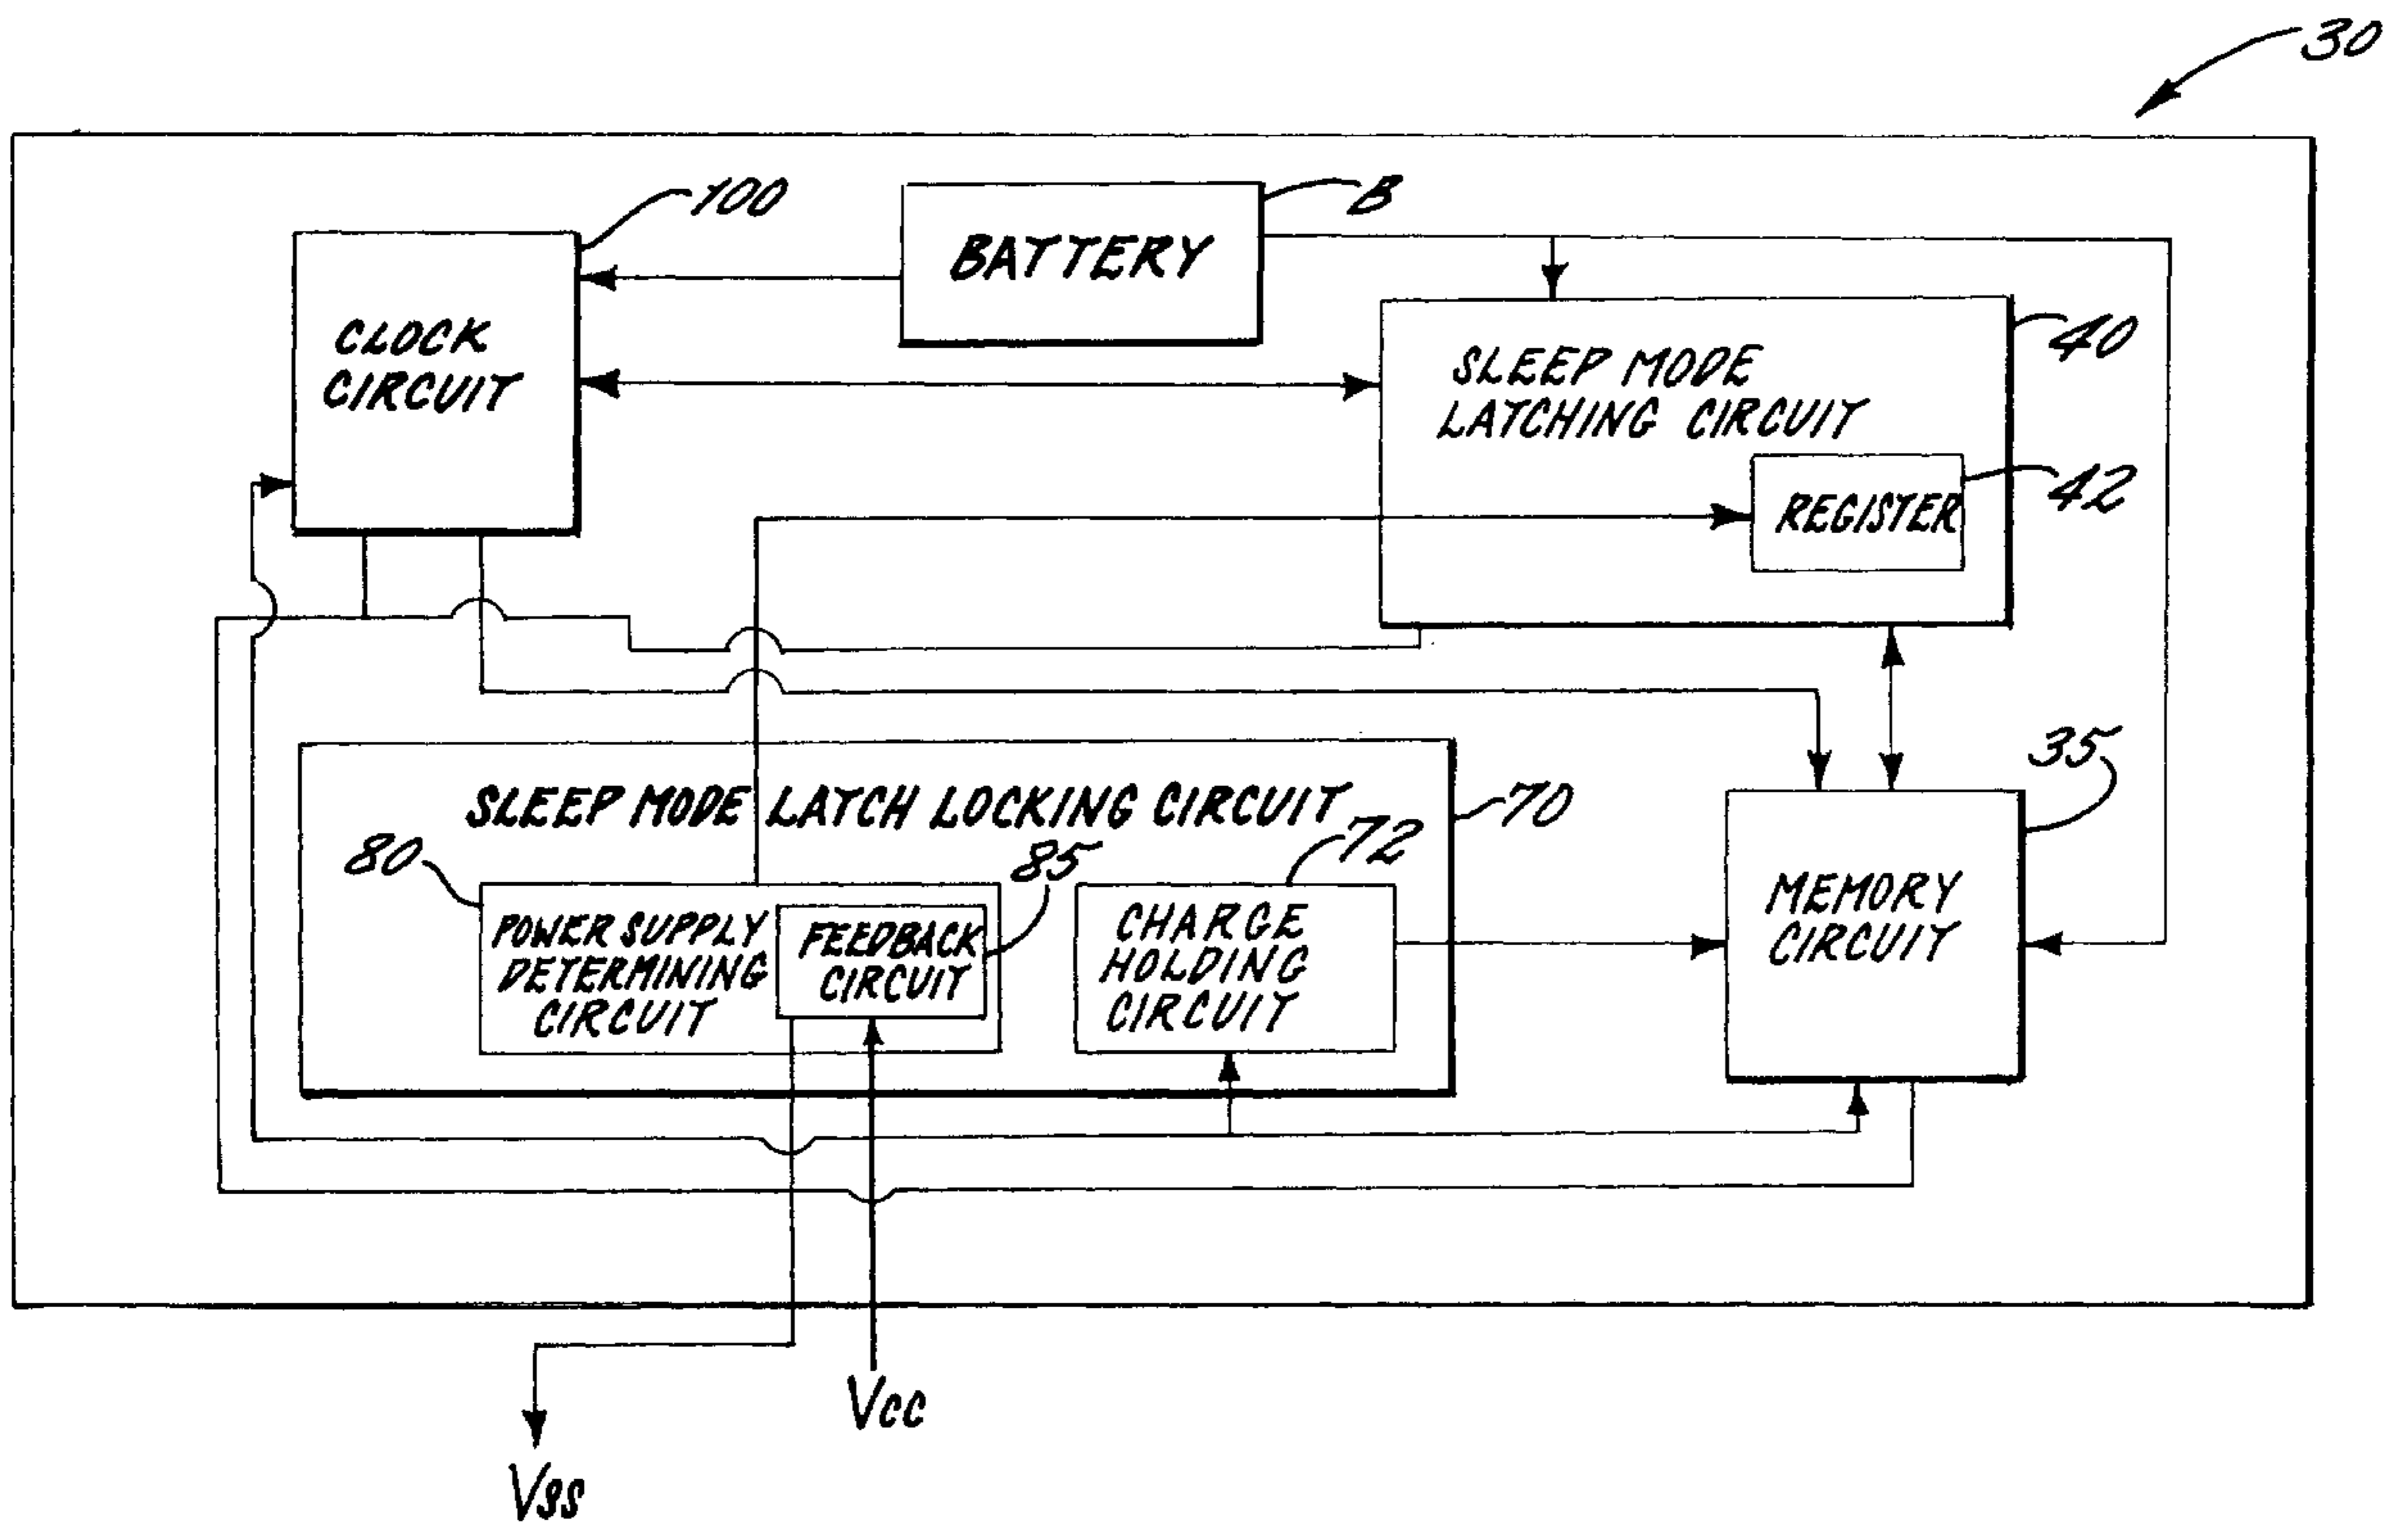 30
100
B
BATTERY
CLOCK
CIRCUIT
40
SLEEP MODE
LATCHING CIRCUIT
42
REGISTER
35
SLEEP MODE LATCH LOCKING CIRCUIT
70
72
80
85
POWER SUPPLY
DETERMINING
CIRCUIT
FEEDBACK
CIRCUIT
CHARGE
HOLDING
CIRCUIT
MEMORY
CIRCUIT
Vcc
Vss